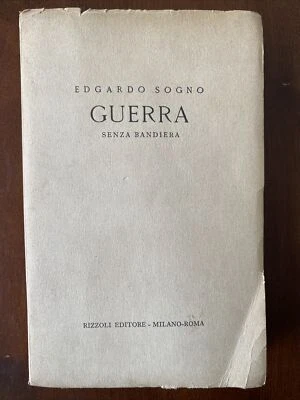 EDGARDO SOGNO
GUERRA
SENZA BANDIERA
RIZZOLI EDITORE - MILANO-ROMA